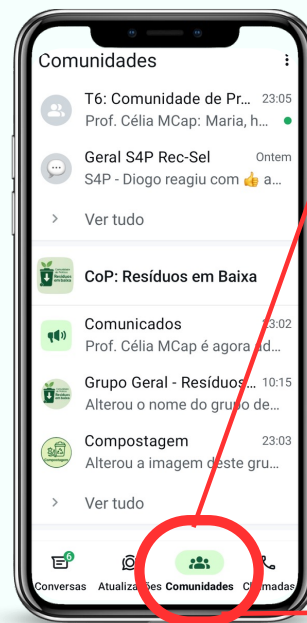 Comunidades
T6: Comunidade de Pr... 23:05
Prof. Célia MCap: Maria, h...
Geral S4P Rec-Sel Ontem
S4P - Diogo reagiu com 👍 a...
Ver tudo
CoP: Resíduos em Baixa
Comunicados 23:02
Prof. Célia MCap é agora ad...
Grupo Geral - Resíduos... 10:15
Alterou o nome do grupo de...
Compostagem 23:03
Alterou a imagem deste gru...
Ver tudo
6
Conversas Atualizações Comunidades Chamadas